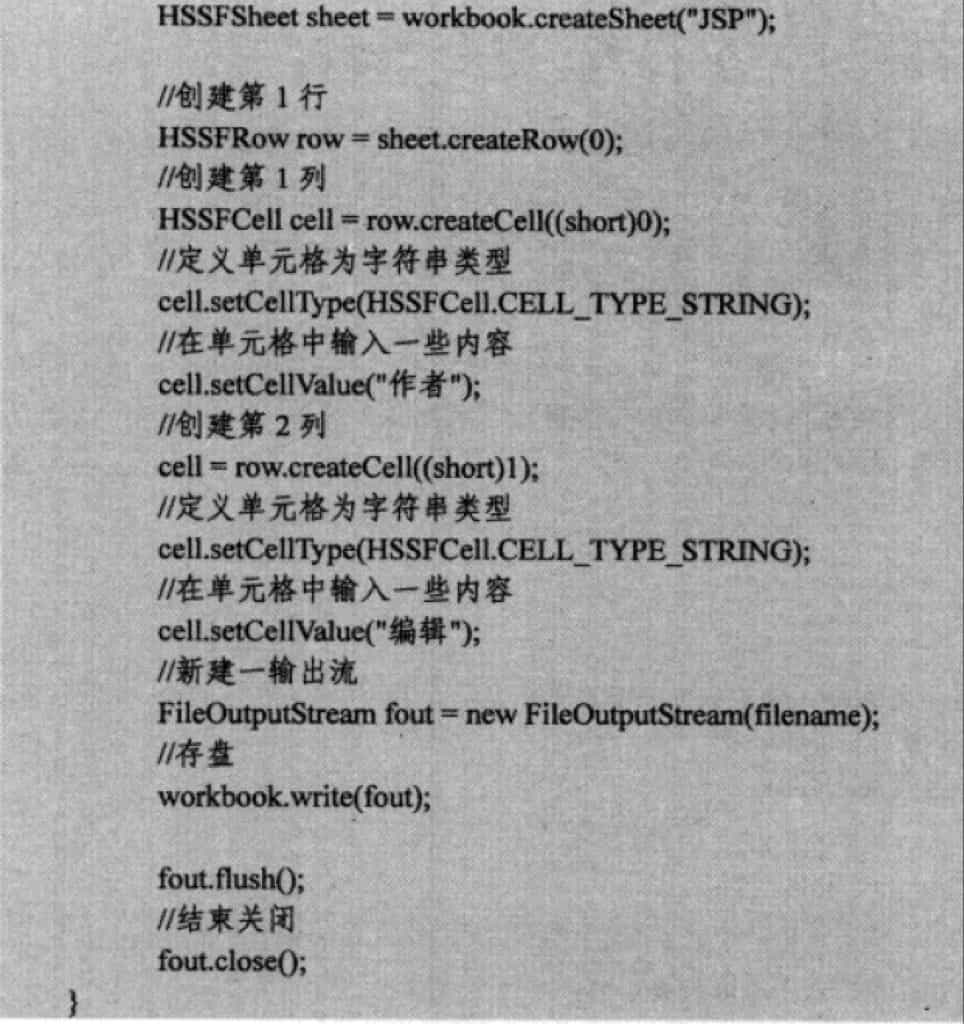 HSSFSheet sheet = workbook.createSheet("JSP");
//创建第 1 行
HSSFRow row = sheet.createRow(0);
//创建第 1 列
HSSFCell cell = row.createCell((short)0);
//定义单元格为字符串类型
cell.setCellType(HSSFCell.CELL_TYPE_STRING);
//在单元格中输入一些内容
cell.setCellValue("作者");
//创建第 2 列
cell = row.createCell((short)1);
//定义单元格为字符串类型
cell.setCellType(HSSFCell.CELL_TYPE_STRING);
//在单元格中输入一些内容
cell.setCellValue("编辑");
//新建一输出流
FileOutputStream fout = new FileOutputStream(filename);
//存盘
workbook.write(fout);
fout.flush();
//结束关闭
fout.close();
}